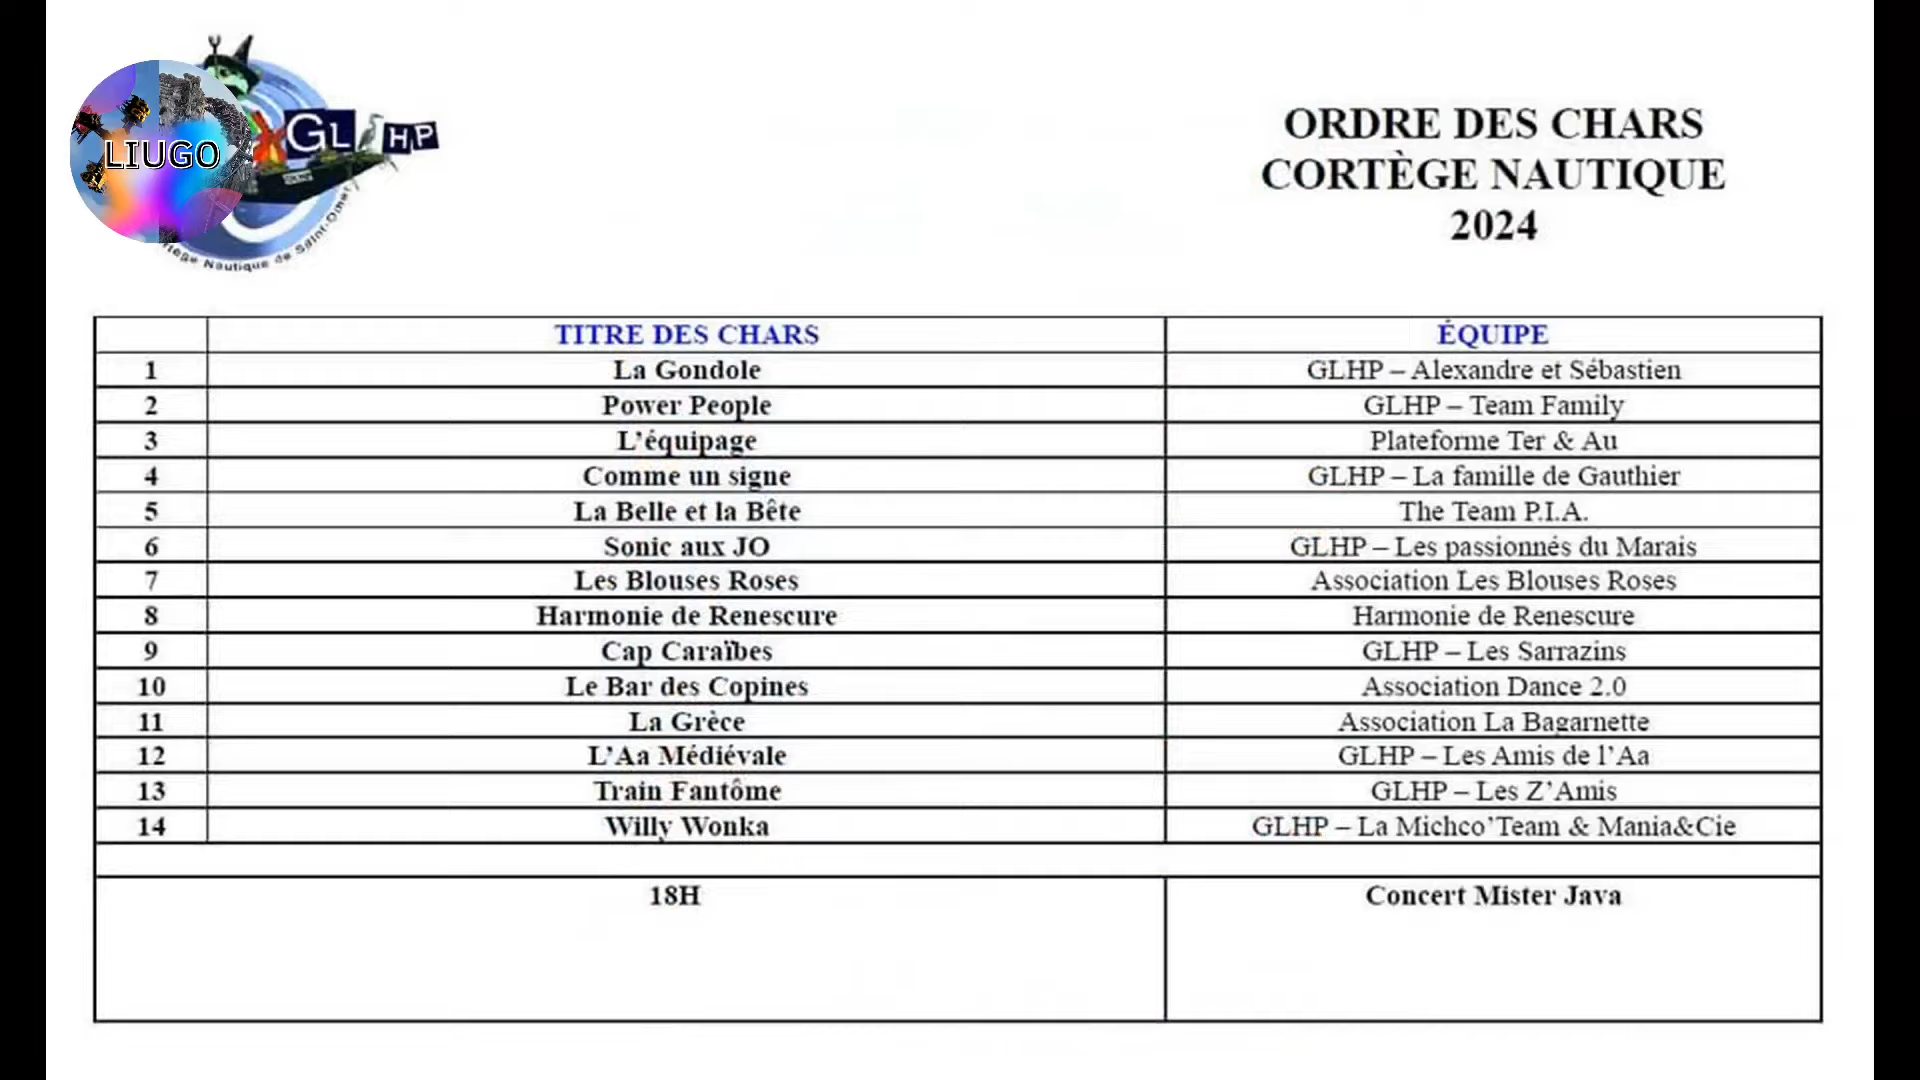 LIUGO
GLHP
Nautique de Saint-Omer
ORDRE DES CHARS
CORTÈGE NAUTIQUE
2024
TITRE DES CHARS ÉQUIPE
1 La Gondole GLHP – Alexandre et Sébastien
2 Power People GLHP – Team Family
3 L’équipage Plateforme Ter & Au
4 Comme un signe GLHP – La famille de Gauthier
5 La Belle et la Bête The Team P.I.A.
6 Sonic aux JO GLHP – Les passionnés du Marais
7 Les Blouses Roses Association Les Blouses Roses
8 Harmonie de Renescure Harmonie de Renescure
9 Cap Caraïbes GLHP – Les Sarrazins
10 Le Bar des Copines Association Dance 2.0
11 La Grèce Association La Bagarnette
12 L’Aa Médiévale GLHP – Les Amis de l’Aa
13 Train Fantôme GLHP – Les Z’Amis
14 Willy Wonka GLHP – La Michco’Team & Mania&Cie
18H Concert Mister Java